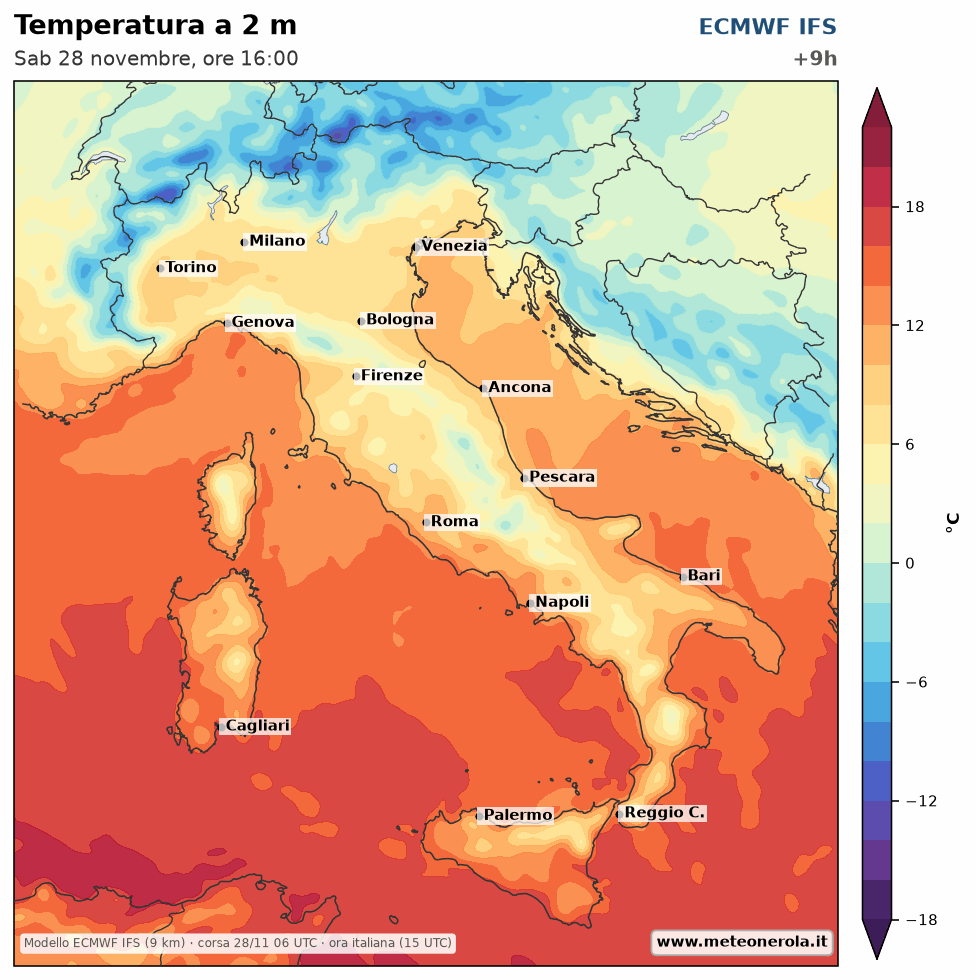 Temperatura a 2 m
ECMWF IFS
Sab 28 novembre, ore 16:00
+9h
Milano
Venezia
Torino
Genova
Bologna
Firenze
Ancona
Pescara
Roma
Bari
Napoli
Cagliari
Palermo
Reggio C.
18
12
6
0
−6
−12
−18
°C
Modello ECMWF IFS (9 km) · corsa 28/11 06 UTC · ora italiana (15 UTC)
www.meteonerola.it